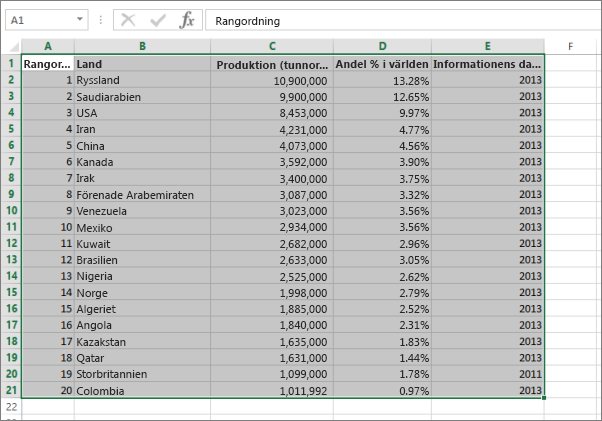 A1 fx Rangordning
A B C D E F
1 Rangor... Land Produktion (tunnor... Andel % i världen Informationens da...
2 1 Ryssland 10,900,000 13.28% 2013
3 2 Saudiarabien 9,900,000 12.65% 2013
4 3 USA 8,453,000 9.97% 2013
5 4 Iran 4,231,000 4.77% 2013
6 5 China 4,073,000 4.56% 2013
7 6 Kanada 3,592,000 3.90% 2013
8 7 Irak 3,400,000 3.75% 2013
9 8 Förenade Arabemiraten 3,087,000 3.32% 2013
10 9 Venezuela 3,023,000 3.56% 2013
11 10 Mexiko 2,934,000 3.56% 2013
12 11 Kuwait 2,682,000 2.96% 2013
13 12 Brasilien 2,633,000 3.05% 2013
14 13 Nigeria 2,525,000 2.62% 2013
15 14 Norge 1,998,000 2.79% 2013
16 15 Algeriet 1,885,000 2.52% 2013
17 16 Angola 1,840,000 2.31% 2013
18 17 Kazakstan 1,635,000 1.83% 2013
19 18 Qatar 1,631,000 1.44% 2013
20 19 Storbritannien 1,099,000 1.78% 2011
21 20 Colombia 1,011,992 0.97% 2013
22